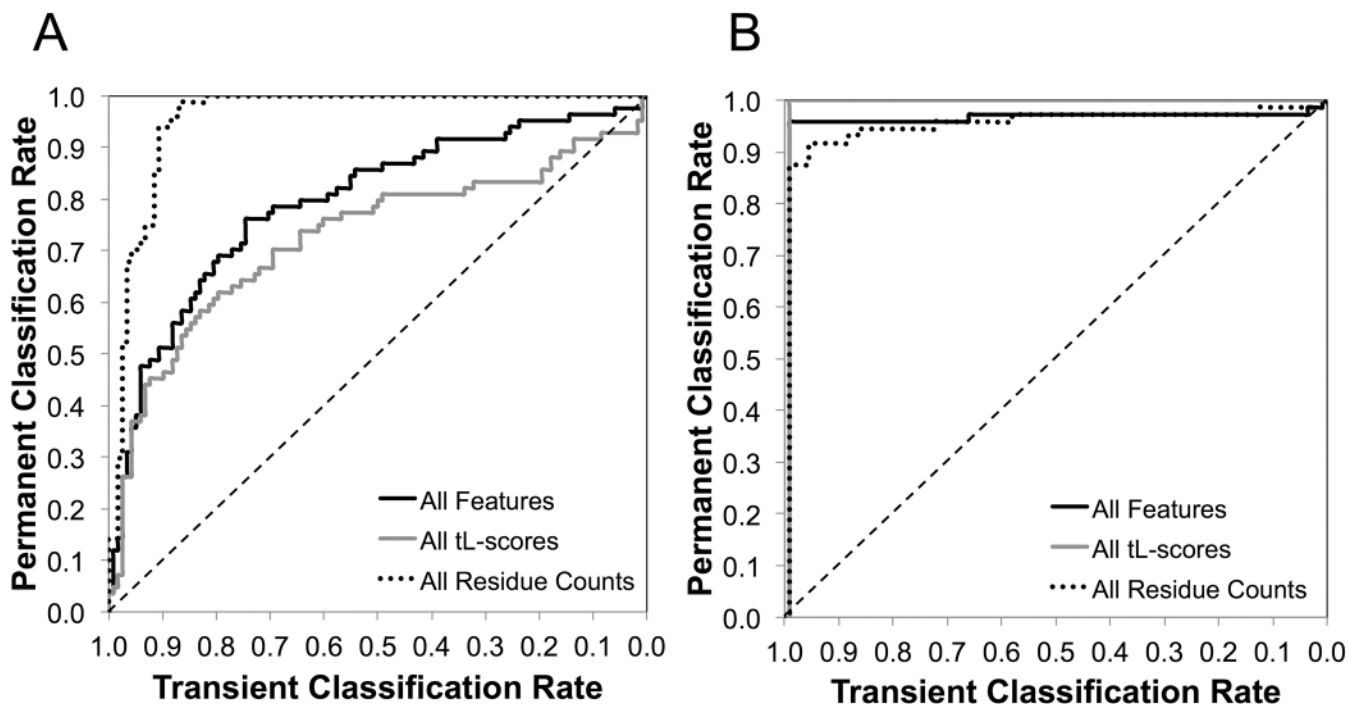 A
Permanent Classification Rate
1.0
0.9
0.8
0.7
0.6
0.5
0.4
0.3
0.2
0.1
0.0
All Features
All tL-scores
All Residue Counts
1.0 0.9 0.8 0.7 0.6 0.5 0.4 0.3 0.2 0.1 0.0
Transient Classification Rate
B
Permanent Classification Rate
1.0
0.9
0.8
0.7
0.6
0.5
0.4
0.3
0.2
0.1
0.0
All Features
All tL-scores
All Residue Counts
1.0 0.9 0.8 0.7 0.6 0.5 0.4 0.3 0.2 0.1 0.0
Transient Classification Rate